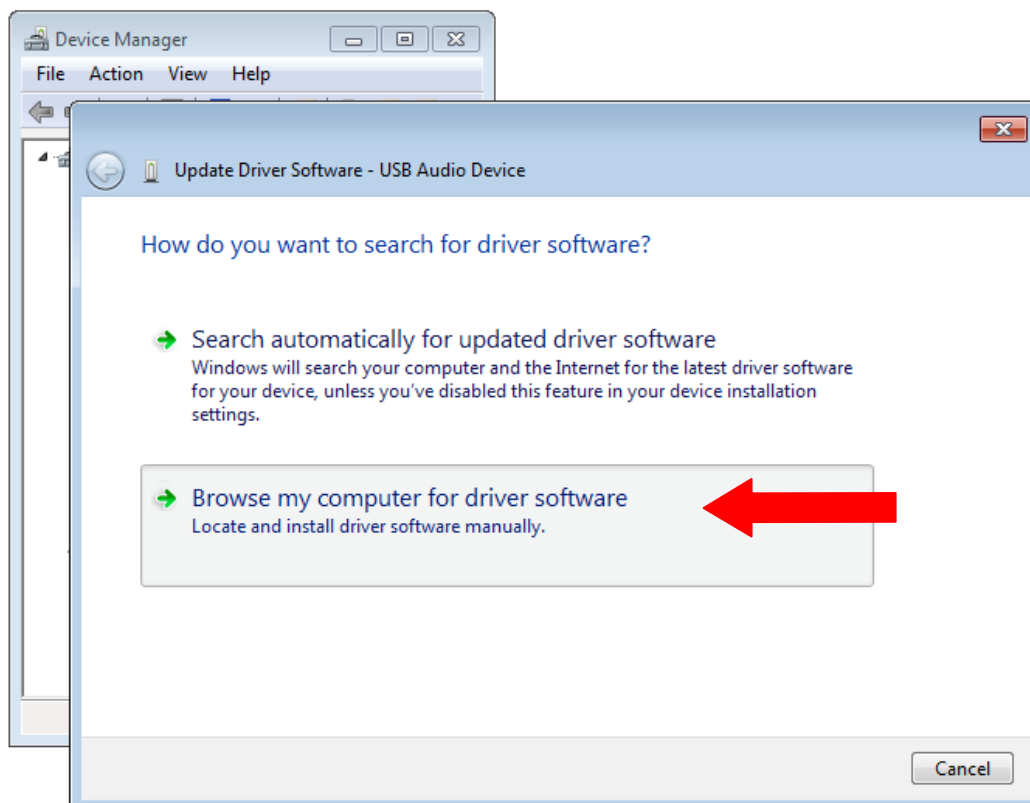 Device Manager
File Action View Help
Update Driver Software - USB Audio Device
How do you want to search for driver software?
Search automatically for updated driver software
Windows will search your computer and the Internet for the latest driver software
for your device, unless you've disabled this feature in your device installation
settings.
Browse my computer for driver software
Locate and install driver software manually.
Cancel